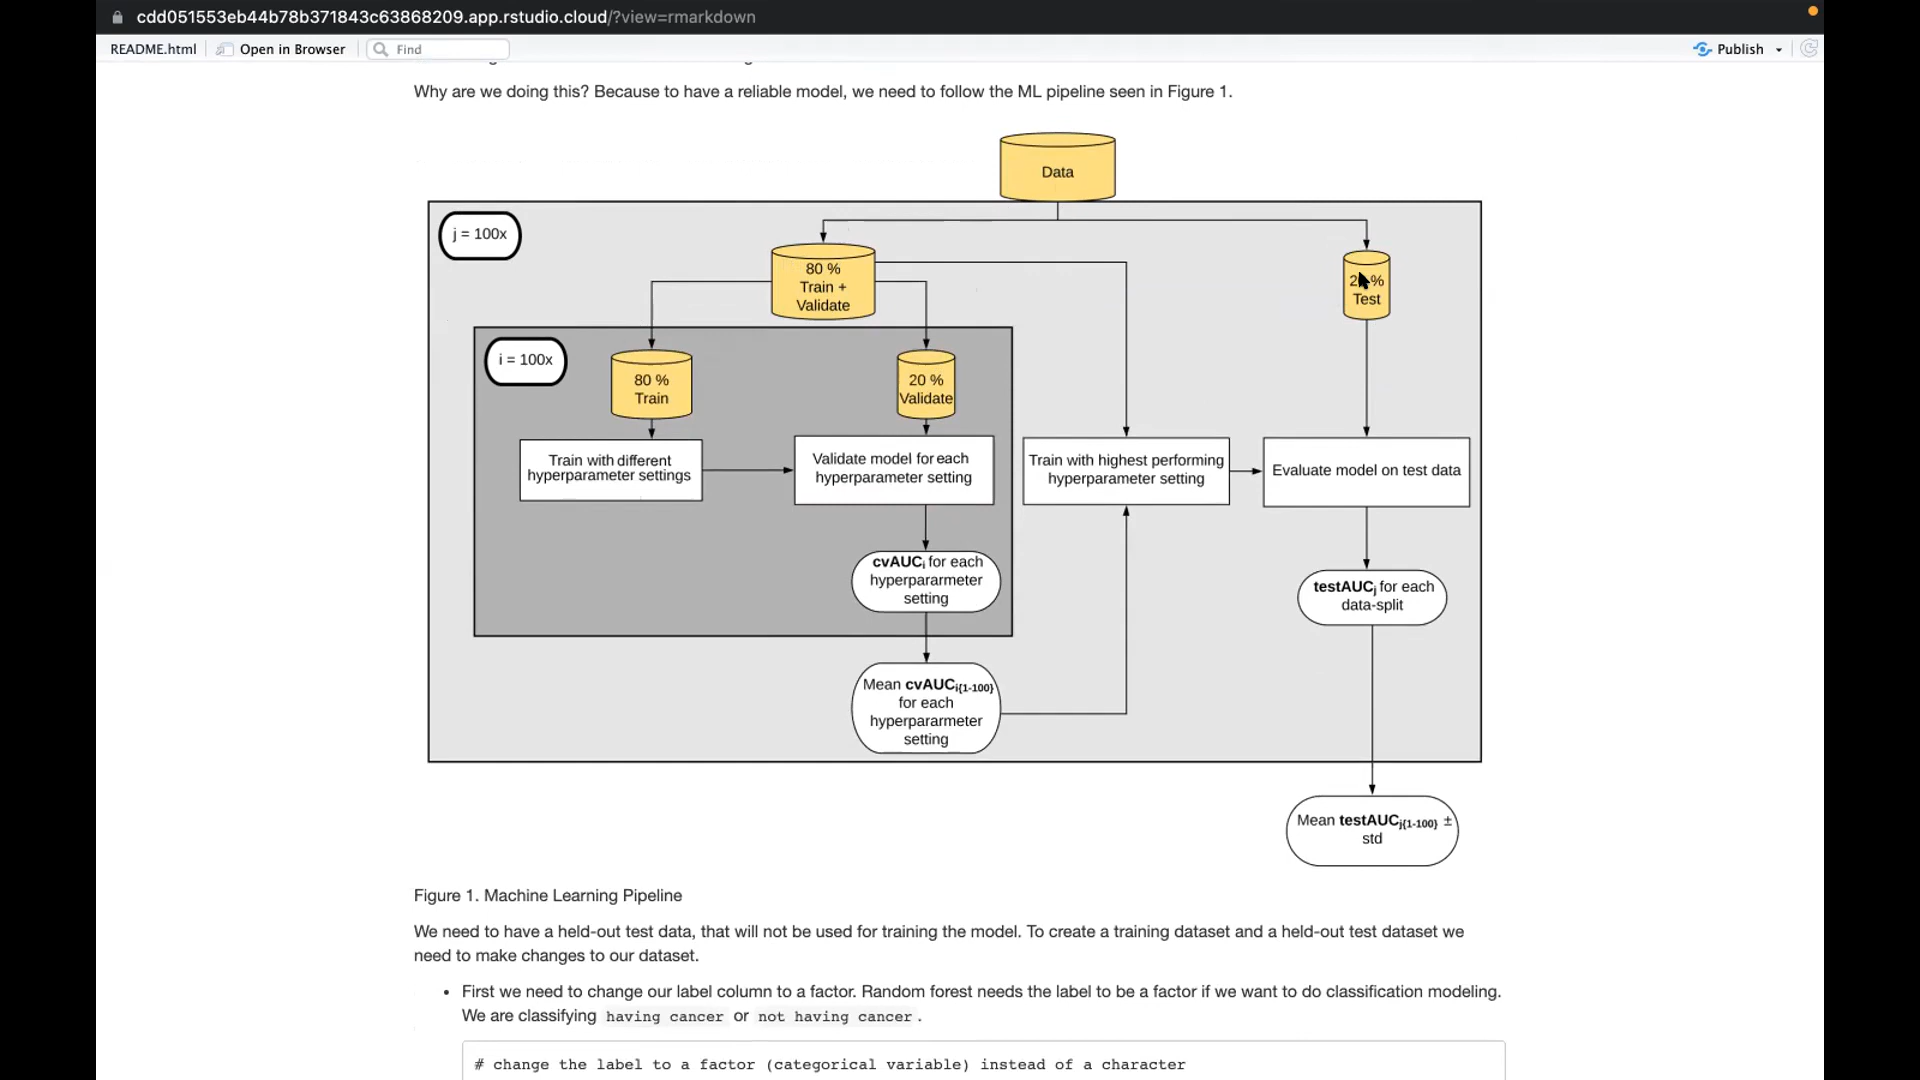 cdd051553eb44b78b371843c63868209.app.rstudio.cloud/?view=rmarkdown
README.html Open in Browser Find Publish
Why are we doing this? Because to have a reliable model, we need to follow the ML pipeline seen in Figure 1.
Data
j = 100x
80 %
Train +
Validate
Test
i = 100x
80 %
Train
20 %
Validate
Train with different
hyperparameter settings
Validate model for each
hyperparameter setting
Train with highest performing
hyperparameter setting
Evaluate model on test data
cvAUCi for each
hyperpararmeter
setting
testAUCj for each
data-split
Mean cvAUCi{1-100}
for each
hyperpararmeter
setting
Mean testAUCj{1-100} ±
std
Figure 1. Machine Learning Pipeline
We need to have a held-out test data, that will not be used for training the model. To create a training dataset and a held-out test dataset we
need to make changes to our dataset.
• First we need to change our label column to a factor. Random forest needs the label to be a factor if we want to do classification modeling.
We are classifying having cancer or not having cancer .
# change the label to a factor (categorical variable) instead of a character